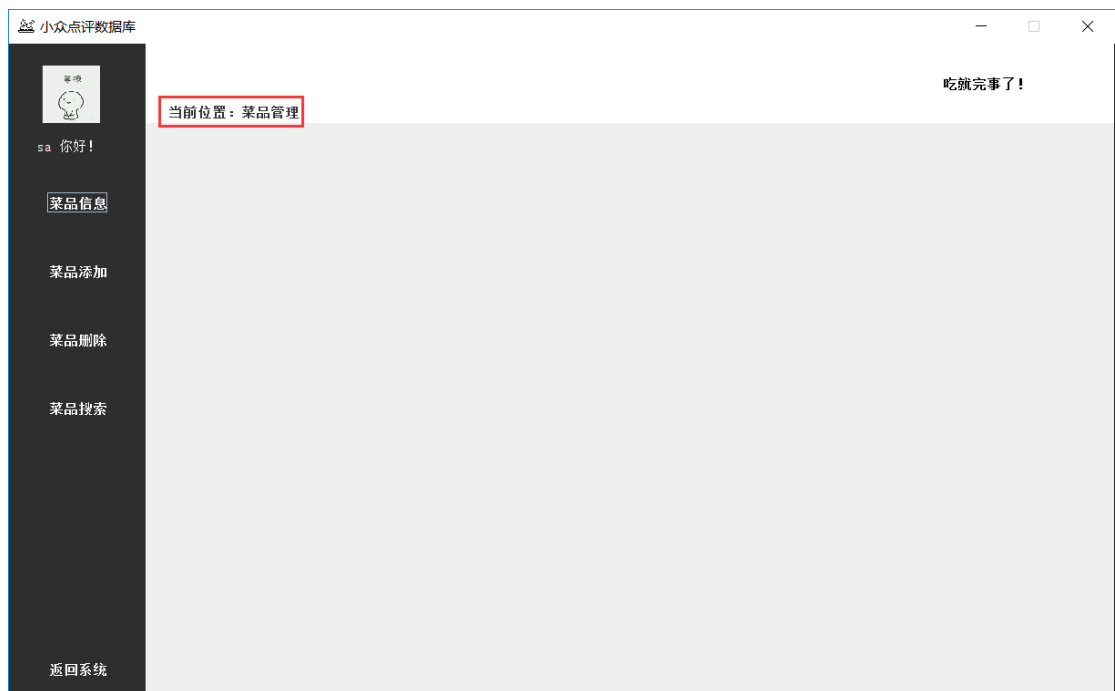 小众点评数据库
吃就完事了!
当前位置：菜品管理
sa 你好!
菜品信息
菜品添加
菜品删除
菜品搜索
返回系统